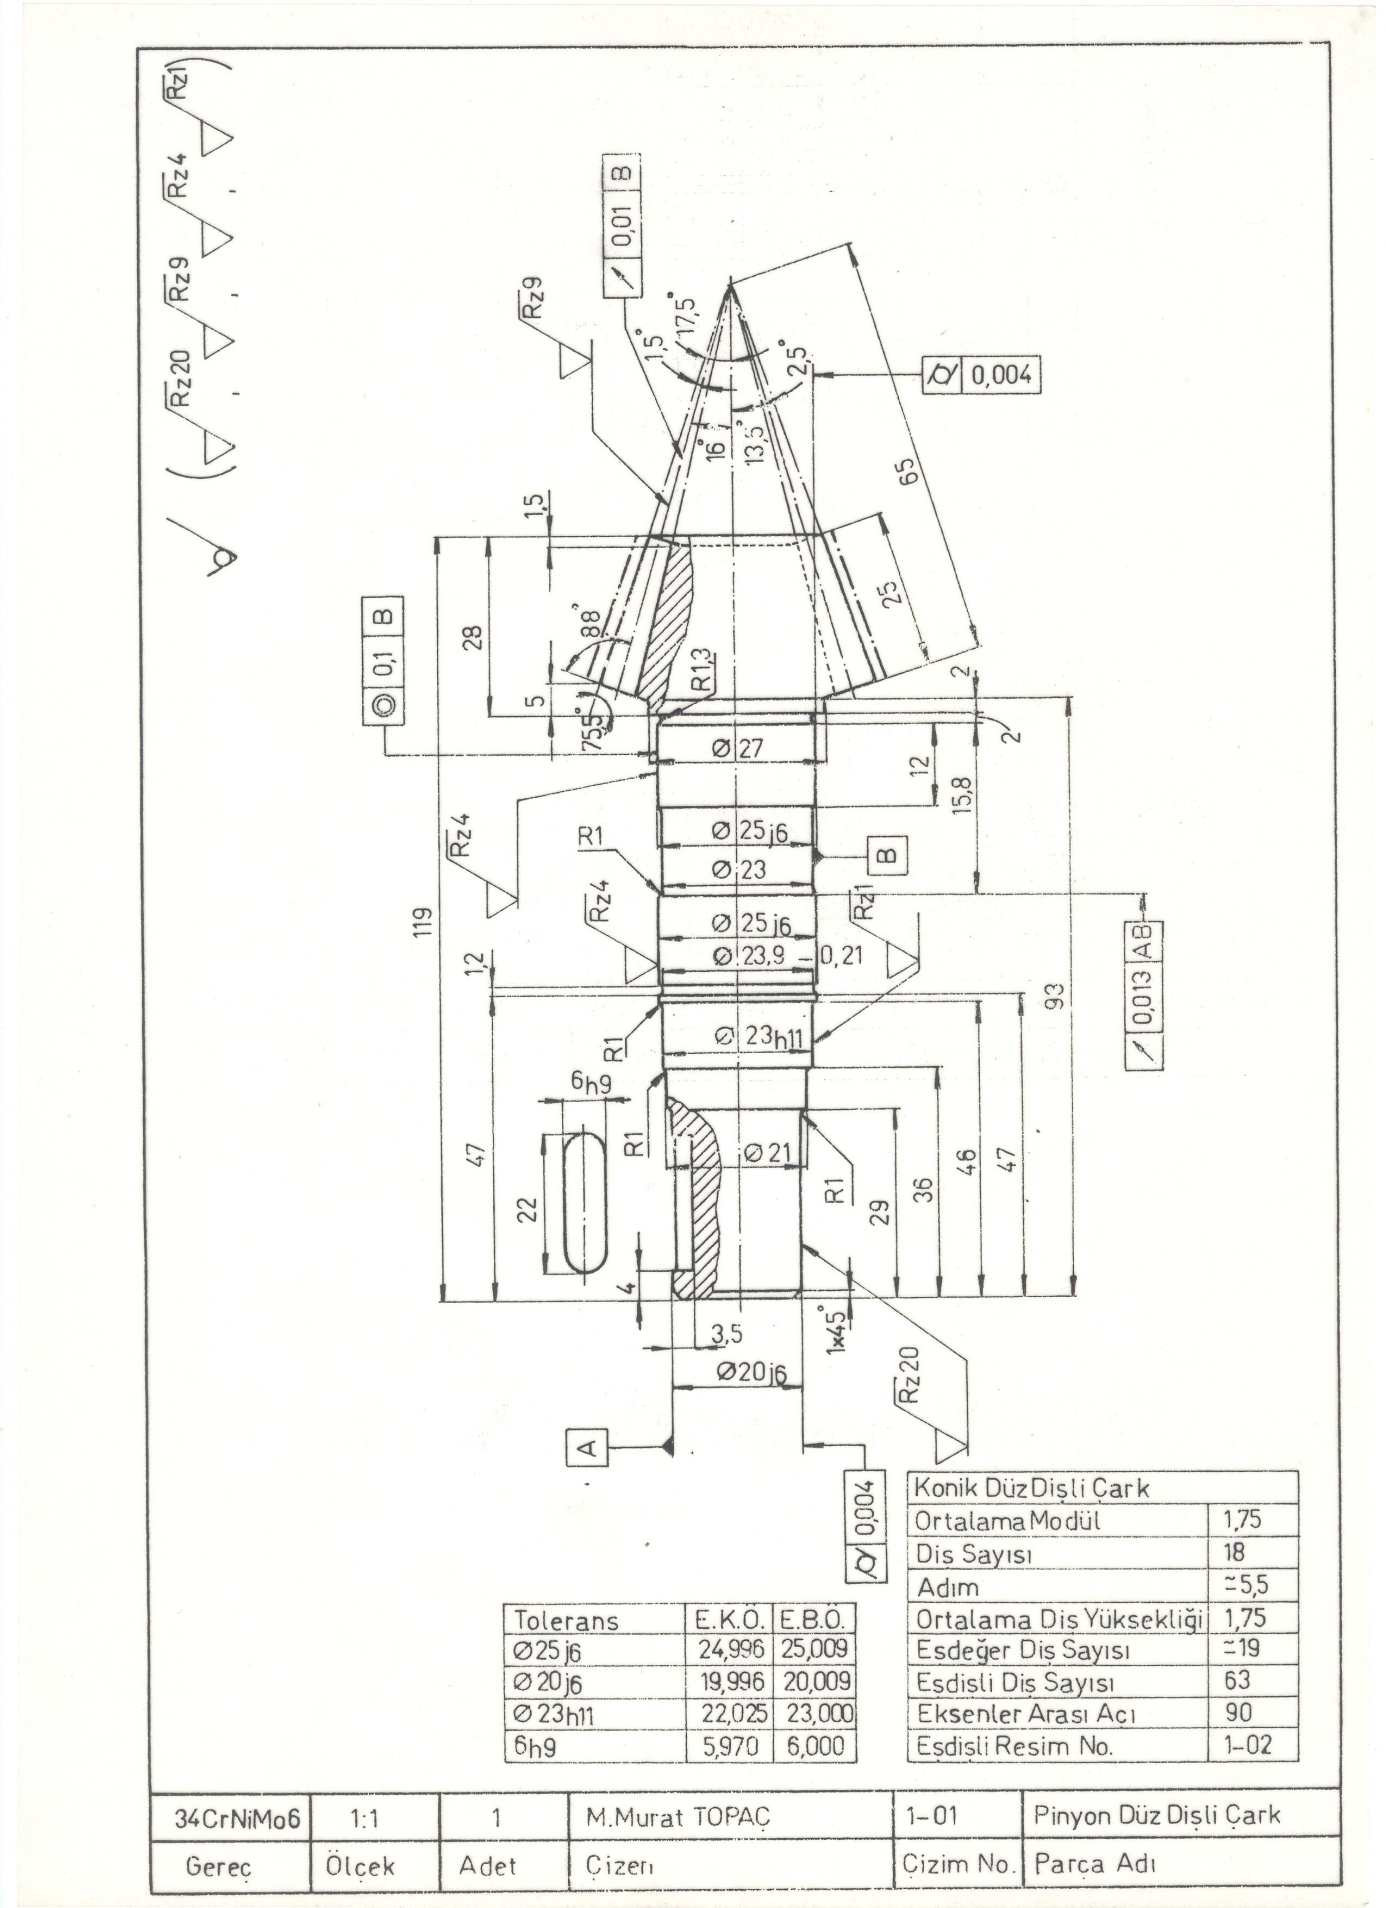 Rz20 Rz9 Rz4 Rz1
0,01 B
Rz9
17,5°
1,5°
2,5°
0,004
16°
13,5°
65
1,5
28
88°
25
0,1 B
5
75,5°
R1,3
2
2
Ø 27
12
15,8
Rz4
R1
Ø 25j6
Ø 23
B
119
Rz4
Ø 25j6
Rz1
1,2
Ø 23,9 – 0,21
0,013 AB
93
R1
Ø 23h11
6h9
47
22
R1
Ø 21
R1
29
36
46
47
4
3,5
1x45°
Ø20j6
Rz20
A
0,004
Konik Düz Dişli Çark
Ortalama Modül 1,75
Diş Sayısı 18
Adım ≃5,5
Ortalama Diş Yüksekliği 1,75
Eşdeğer Diş Sayısı ≃19
Eşdişli Diş Sayısı 63
Eksenler Arası Açı 90
Eşdişli Resim No. 1–02
Tolerans E.K.Ö. E.B.Ö.
Ø25j6 24,996 25,009
Ø20j6 19,996 20,009
Ø 23h11 22,025 23,000
6h9 5,970 6,000
34CrNiMo6 1:1 1 M.Murat TOPAÇ 1–01 Pinyon Düz Dişli Çark
Gereç Ölçek Adet Çizen Çizim No. Parça Adı